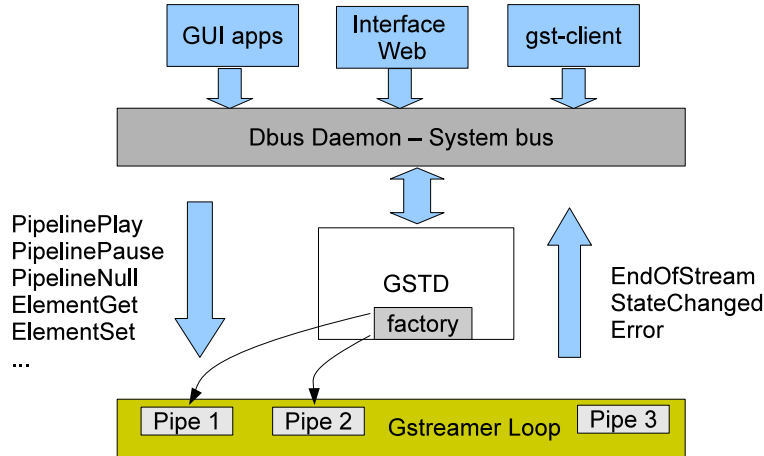 GUI apps
Interface
Web
gst-client
Dbus Daemon – System bus
PipelinePlay
PipelinePause
PipelineNull
ElementGet
ElementSet
...
GSTD
factory
EndOfStream
StateChanged
Error
Pipe 1
Pipe 2
Gstreamer Loop
Pipe 3